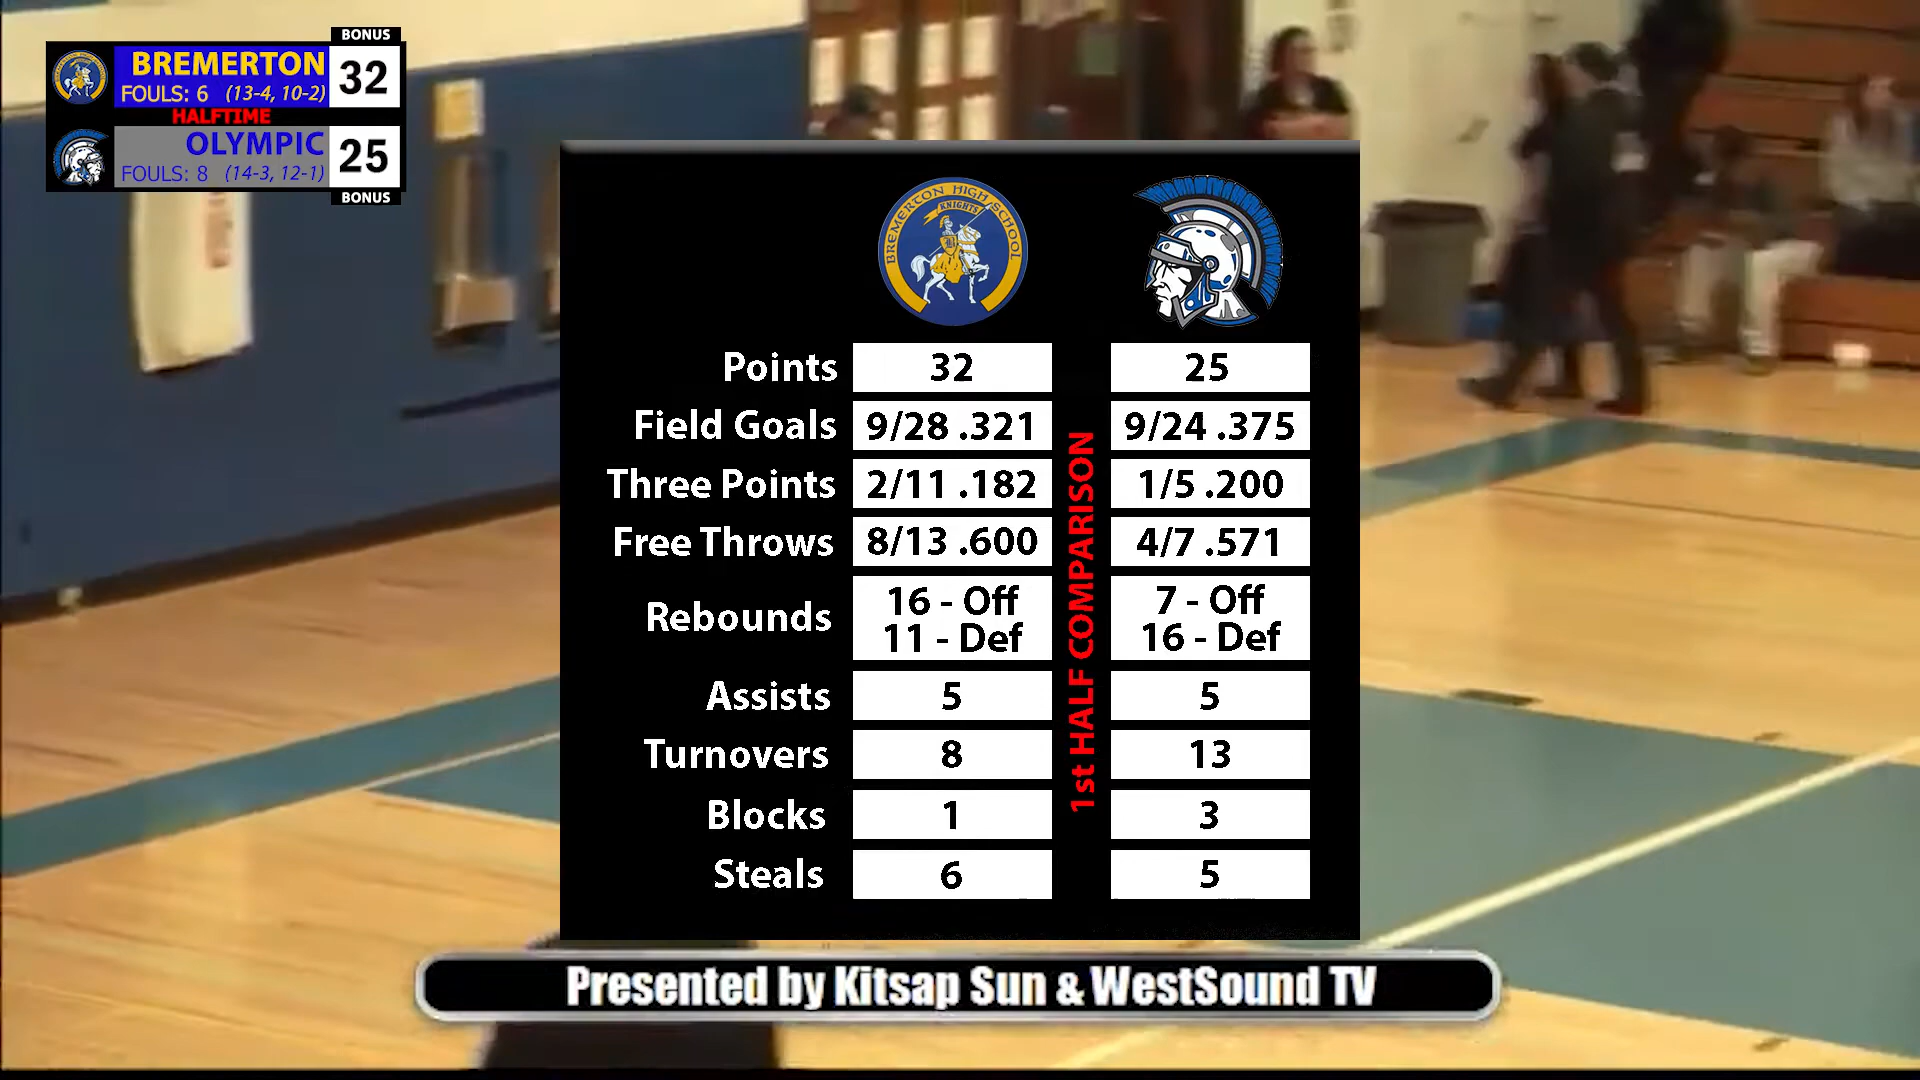 BONUS
BREMERTON 32
FOULS: 6 (13-4, 10-2)
HALFTIME
OLYMPIC 25
FOULS: 8 (14-3, 12-1)
BONUS
BREMERTON HIGH SCHOOL
KNIGHTS
1st HALF COMPARISON
Points 32 25
Field Goals 9/28 .321 9/24 .375
Three Points 2/11 .182 1/5 .200
Free Throws 8/13 .600 4/7 .571
Rebounds 16 - Off 7 - Off
11 - Def 16 - Def
Assists 5 5
Turnovers 8 13
Blocks 1 3
Steals 6 5
Presented by Kitsap Sun & WestSound TV